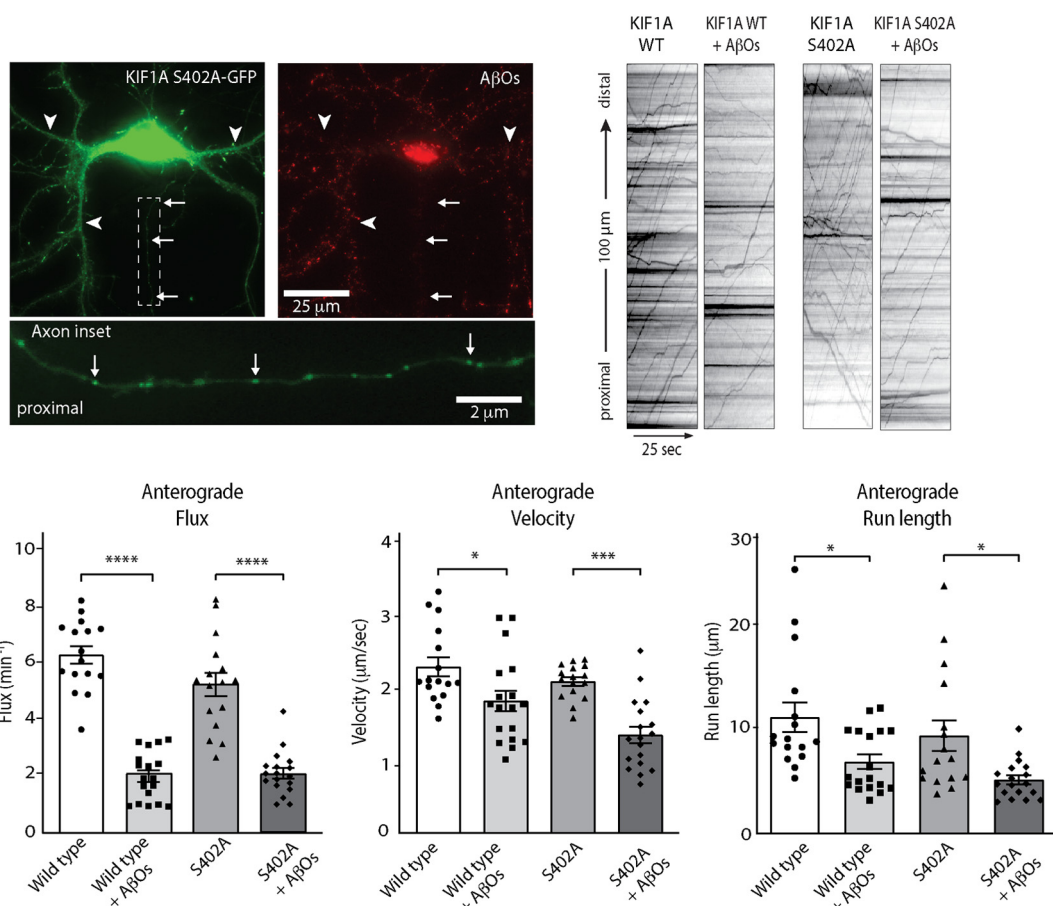 KIF1A S402A-GFP
AβOs
25 μm
Axon inset
proximal
2 μm
KIF1A
WT
KIF1A WT
+ AβOs
KIF1A
S402A
KIF1A S402A
+ AβOs
distal
100 μm
proximal
25 sec
Anterograde
Flux
Flux (min⁻¹)
10
8
6
4
2
0
****
****
Wild type
Wild type
+ AβOs
S402A
S402A
+ AβOs
Anterograde
Velocity
Velocity (μm/sec)
4
3
2
1
0
*
***
Wild type
Wild type
+ AβOs
S402A
S402A
+ AβOs
Anterograde
Run length
Run length (μm)
30
20
10
0
*
*
Wild type
Wild type
+ AβOs
S402A
S402A
+ AβOs